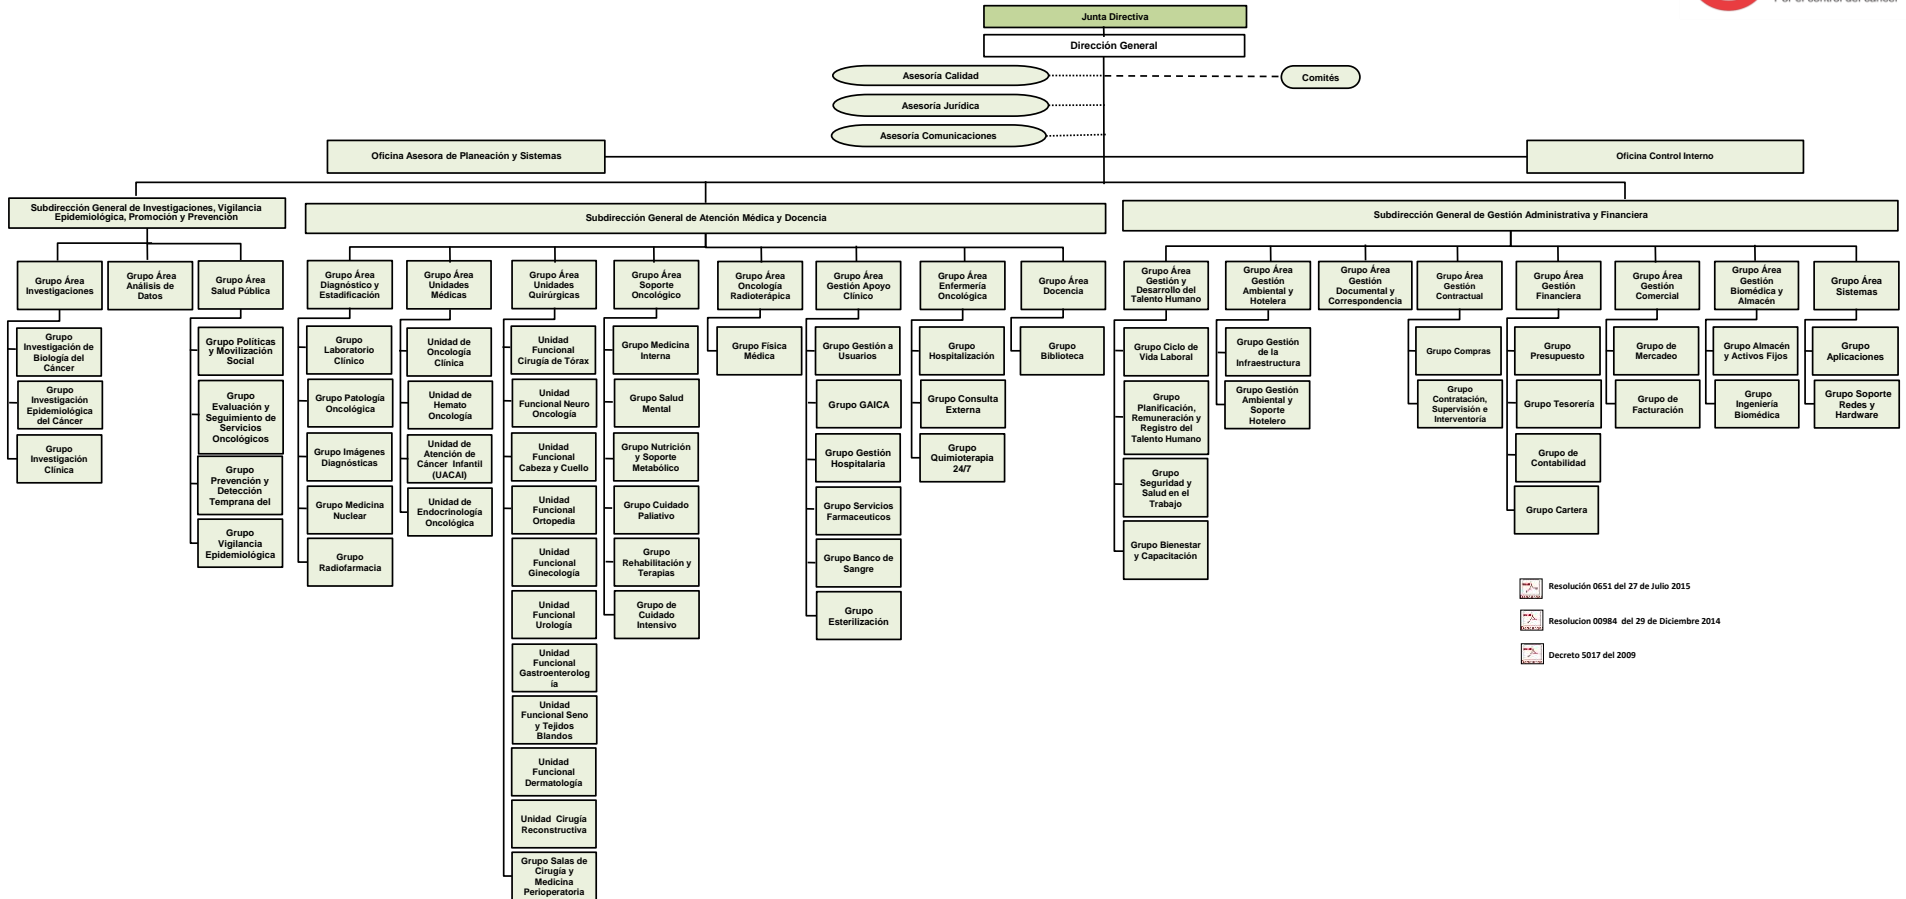 Por el control del cáncer
Junta Directiva
Dirección General
Asesoría Calidad
Comités
Asesoría Jurídica
Asesoría Comunicaciones
Oficina Asesora de Planeación y Sistemas
Oficina Control Interno
Subdirección General de Investigaciones, Vigilancia
Epidemiológica, Promoción y Prevención
Subdirección General de Atención Médica y Docencia
Subdirección General de Gestión Administrativa y Financiera
Grupo Área
Investigaciones
Grupo Área
Análisis de
Datos
Grupo Área
Salud Pública
Grupo Área
Diagnóstico y
Estadificación
Grupo Área
Unidades
Médicas
Grupo Área
Unidades
Quirúrgicas
Grupo Área
Soporte
Oncológico
Grupo Área
Oncología
Radioterápica
Grupo Área
Gestión Apoyo
Clínico
Grupo Área
Enfermería
Oncológica
Grupo Área
Docencia
Grupo Área
Gestión y
Desarrollo del
Talento Humano
Grupo Área
Gestión
Ambiental y
Hotelera
Grupo Área
Gestión
Documental y
Correspondencia
Grupo Área
Gestión
Contractual
Grupo Área
Gestión
Financiera
Grupo Área
Gestión
Comercial
Grupo Área
Gestión
Biomédica y
Almacén
Grupo Área
Sistemas
Grupo
Investigación de
Biología del
Cáncer
Grupo
Investigación
Epidemiológica
del Cáncer
Grupo
Investigación
Clínica
Grupo Políticas
y Movilización
Social
Grupo
Evaluación y
Seguimiento de
Servicios
Oncológicos
Grupo
Prevención y
Detección
Temprana del
Grupo
Vigilancia
Epidemiológica
Grupo
Laboratorio
Clínico
Grupo Patología
Oncológica
Grupo Imágenes
Diagnósticas
Grupo Medicina
Nuclear
Grupo
Radiofarmacia
Unidad de
Oncología
Clínica
Unidad de
Hemato
Oncología
Unidad de
Atención de
Cáncer Infantil
(UACAI)
Unidad de
Endocrinología
Oncológica
Unidad
Funcional
Cirugía de Tórax
Unidad
Funcional Neuro
Oncología
Unidad
Funcional
Cabeza y Cuello
Unidad
Funcional
Ortopedia
Unidad
Funcional
Ginecología
Unidad
Funcional
Urología
Unidad
Funcional
Gastroenterolog
ía
Unidad
Funcional Seno
y Tejidos
Blandos
Unidad
Funcional
Dermatología
Unidad Cirugía
Reconstructiva
Grupo Salas de
Cirugía y
Medicina
Perioperatoria
Grupo Medicina
Interna
Grupo Salud
Mental
Grupo Nutrición
y Soporte
Metabólico
Grupo Cuidado
Paliativo
Grupo
Rehabilitación y
Terapias
Grupo de
Cuidado
Intensivo
Grupo Física
Médica
Grupo Gestión a
Usuarios
Grupo GAICA
Grupo Gestión
Hospitalaria
Grupo Servicios
Farmaceuticos
Grupo Banco de
Sangre
Grupo
Esterilización
Grupo
Hospitalización
Grupo Consulta
Externa
Grupo
Quimioterapia
24/7
Grupo
Biblioteca
Grupo Ciclo de
Vida Laboral
Grupo
Planificación,
Remuneración y
Registro del
Talento Humano
Grupo
Seguridad y
Salud en el
Trabajo
Grupo Bienestar
y Capacitación
Grupo Gestión
de la
Infraestructura
Grupo Gestión
Ambiental y
Soporte
Hotelero
Grupo Compras
Grupo
Contratación,
Supervisión e
Interventoría
Grupo
Presupuesto
Grupo Tesorería
Grupo de
Contabilidad
Grupo Cartera
Grupo de
Mercadeo
Grupo de
Facturación
Grupo Almacén
y Activos Fijos
Grupo
Ingeniería
Biomédica
Grupo
Aplicaciones
Grupo Soporte
Redes y
Hardware
Resolución 0651 del 27 de Julio 2015
Resolucion 00984 del 29 de Diciembre 2014
Decreto 5017 del 2009